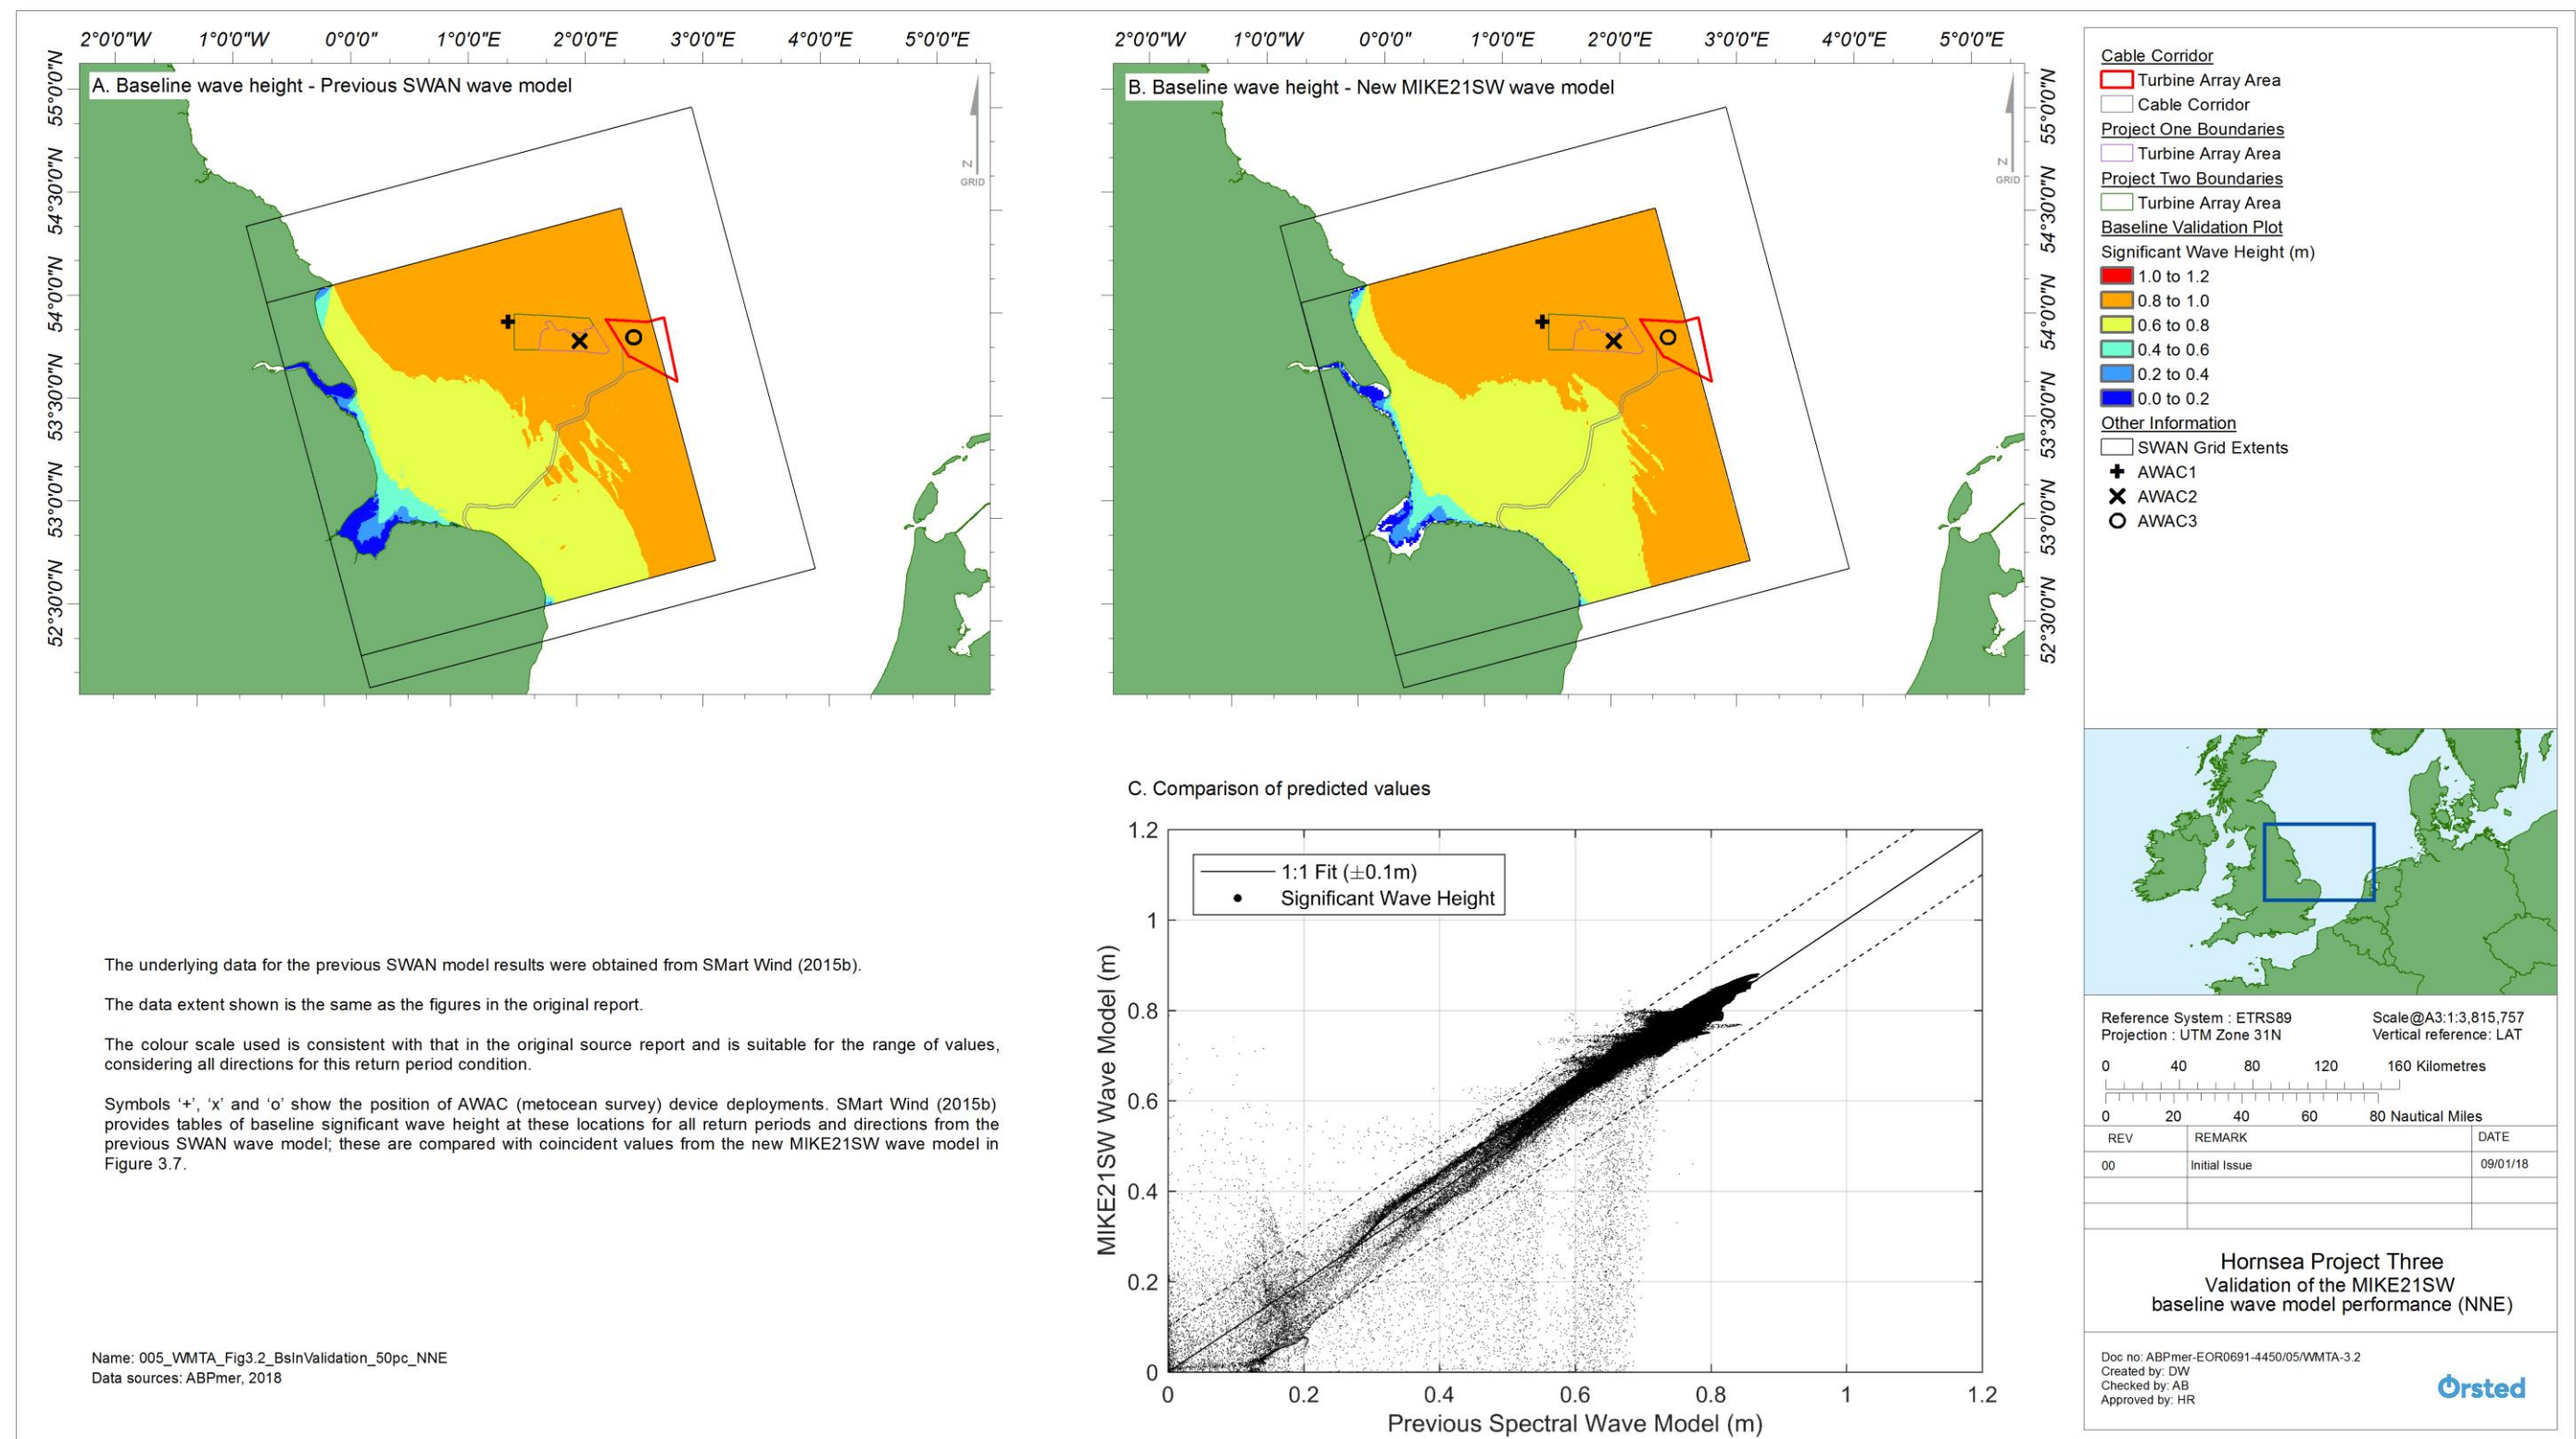 2°0'0"W 1°0'0"W 0°0'0" 1°0'0"E 2°0'0"E 3°0'0"E 4°0'0"E 5°0'0"E
A. Baseline wave height - Previous SWAN wave model
55°0'0"N
54°30'0"N
54°0'0"N
53°30'0"N
53°0'0"N
52°30'0"N
N
GRID
2°0'0"W 1°0'0"W 0°0'0" 1°0'0"E 2°0'0"E 3°0'0"E 4°0'0"E 5°0'0"E
B. Baseline wave height - New MIKE21SW wave model
N
GRID
55°0'0"N
54°30'0"N
54°0'0"N
53°30'0"N
53°0'0"N
52°30'0"N
The underlying data for the previous SWAN model results were obtained from SMart Wind (2015b).
The data extent shown is the same as the figures in the original report.
The colour scale used is consistent with that in the original source report and is suitable for the range of values,
considering all directions for this return period condition.
Symbols '+', 'x' and 'o' show the position of AWAC (metocean survey) device deployments. SMart Wind (2015b)
provides tables of baseline significant wave height at these locations for all return periods and directions from the
previous SWAN wave model; these are compared with coincident values from the new MIKE21SW wave model in
Figure 3.7.
Name: 005_WMTA_Fig3.2_BslnValidation_50pc_NNE
Data sources: ABPmer, 2018
C. Comparison of predicted values
1:1 Fit (±0.1m)
Significant Wave Height
MIKE21SW Wave Model (m)
1.2
1
0.8
0.6
0.4
0.2
0
0 0.2 0.4 0.6 0.8 1 1.2
Previous Spectral Wave Model (m)
Cable Corridor
Turbine Array Area
Cable Corridor
Project One Boundaries
Turbine Array Area
Project Two Boundaries
Turbine Array Area
Baseline Validation Plot
Significant Wave Height (m)
1.0 to 1.2
0.8 to 1.0
0.6 to 0.8
0.4 to 0.6
0.2 to 0.4
0.0 to 0.2
Other Information
SWAN Grid Extents
AWAC1
AWAC2
AWAC3
Reference System : ETRS89 Scale@A3:1:3,815,757
Projection : UTM Zone 31N Vertical reference: LAT
0 40 80 120 160 Kilometres
0 20 40 60 80 Nautical Miles
REV REMARK DATE
00 Initial Issue 09/01/18
Hornsea Project Three
Validation of the MIKE21SW
baseline wave model performance (NNE)
Doc no: ABPmer-EOR0691-4450/05/WMTA-3.2
Created by: DW
Checked by: AB
Approved by: HR
Ørsted